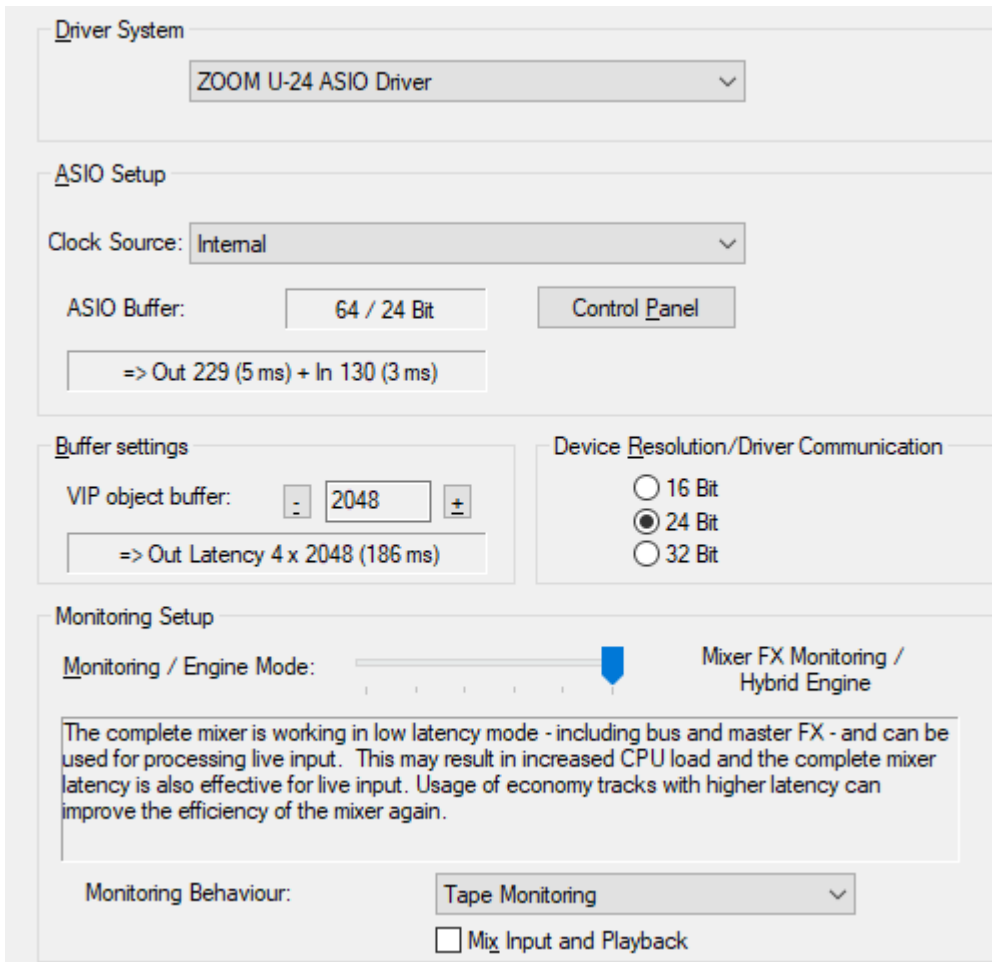 Driver System
ZOOM U-24 ASIO Driver
ASIO Setup
Clock Source: Internal
ASIO Buffer: 64 / 24 Bit Control Panel
=> Out 229 (5 ms) + In 130 (3 ms)
Buffer settings
VIP object buffer: - 2048 +
=> Out Latency 4 x 2048 (186 ms)
Device Resolution/Driver Communication
16 Bit
24 Bit
32 Bit
Monitoring Setup
Monitoring / Engine Mode:
Mixer FX Monitoring /
Hybrid Engine
The complete mixer is working in low latency mode - including bus and master FX - and can be
used for processing live input.  This may result in increased CPU load and the complete mixer
latency is also effective for live input. Usage of economy tracks with higher latency can
improve the efficiency of the mixer again.
Monitoring Behaviour: Tape Monitoring
Mix Input and Playback